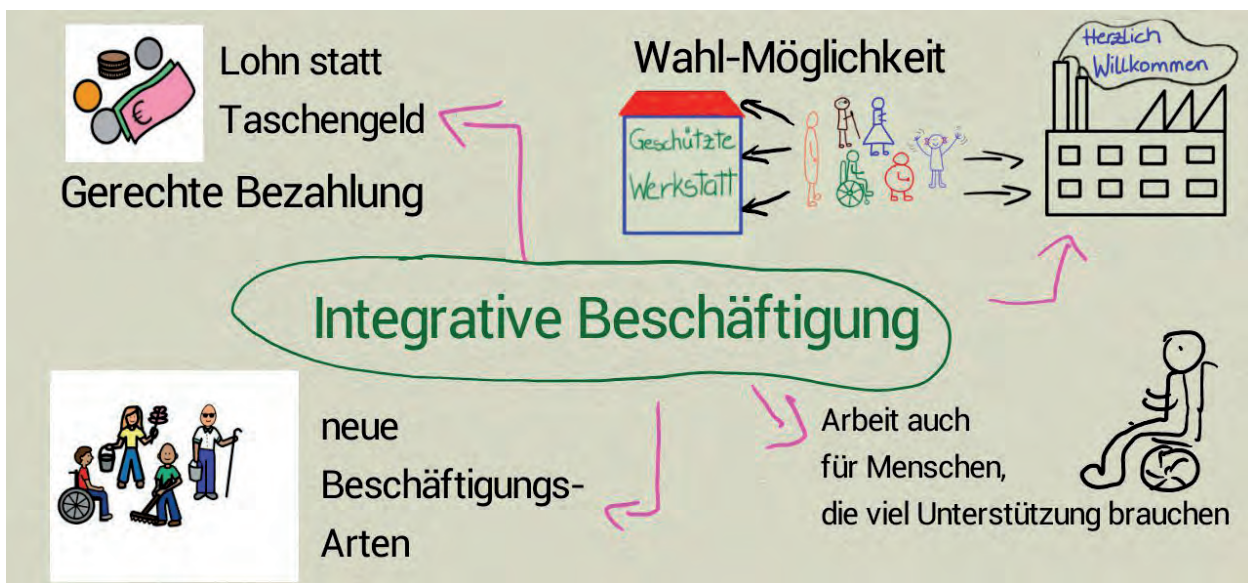 Lohn statt
Taschengeld
Gerechte Bezahlung
€
Wahl-Möglichkeit
Geschützte
Werkstatt
Herzlich
Willkommen
Integrative Beschäftigung
neue
Beschäftigungs-
Arten
Arbeit auch
für Menschen,
die viel Unterstützung brauchen